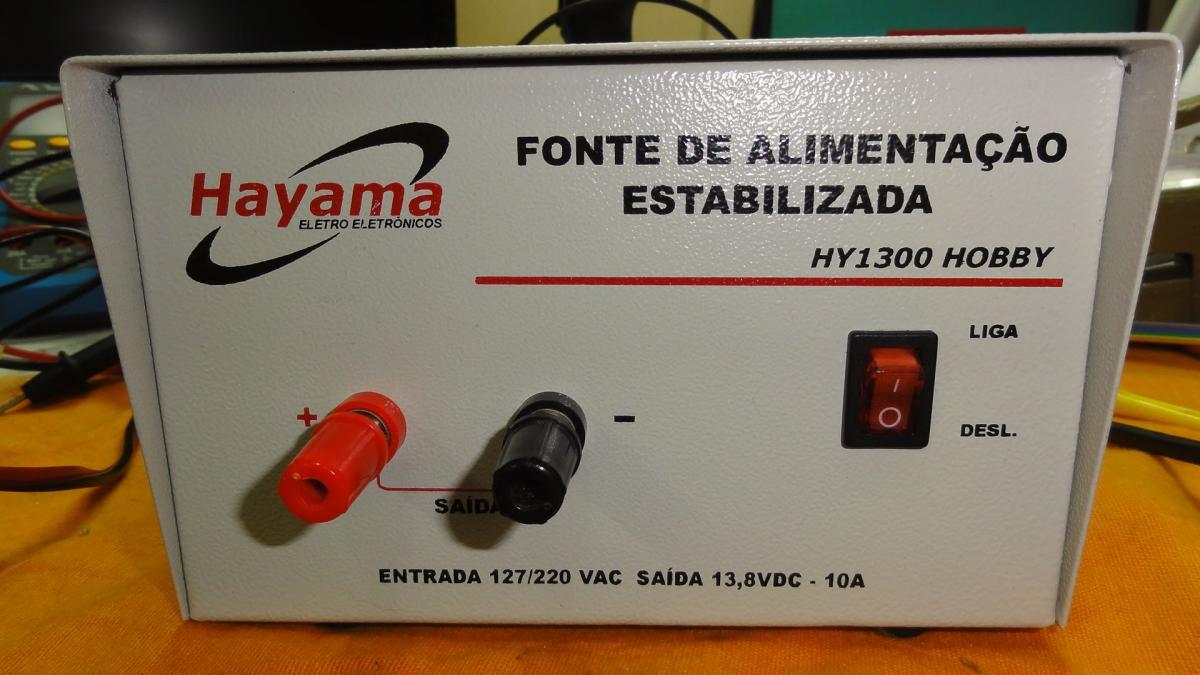 Hayama
ELETRO ELETRÔNICOS
FONTE DE ALIMENTAÇÃO
ESTABILIZADA
HY1300 HOBBY
LIGA
I
O
DESL.
+
-
SAÍDA
ENTRADA 127/220 VAC SAÍDA 13,8VDC - 10A